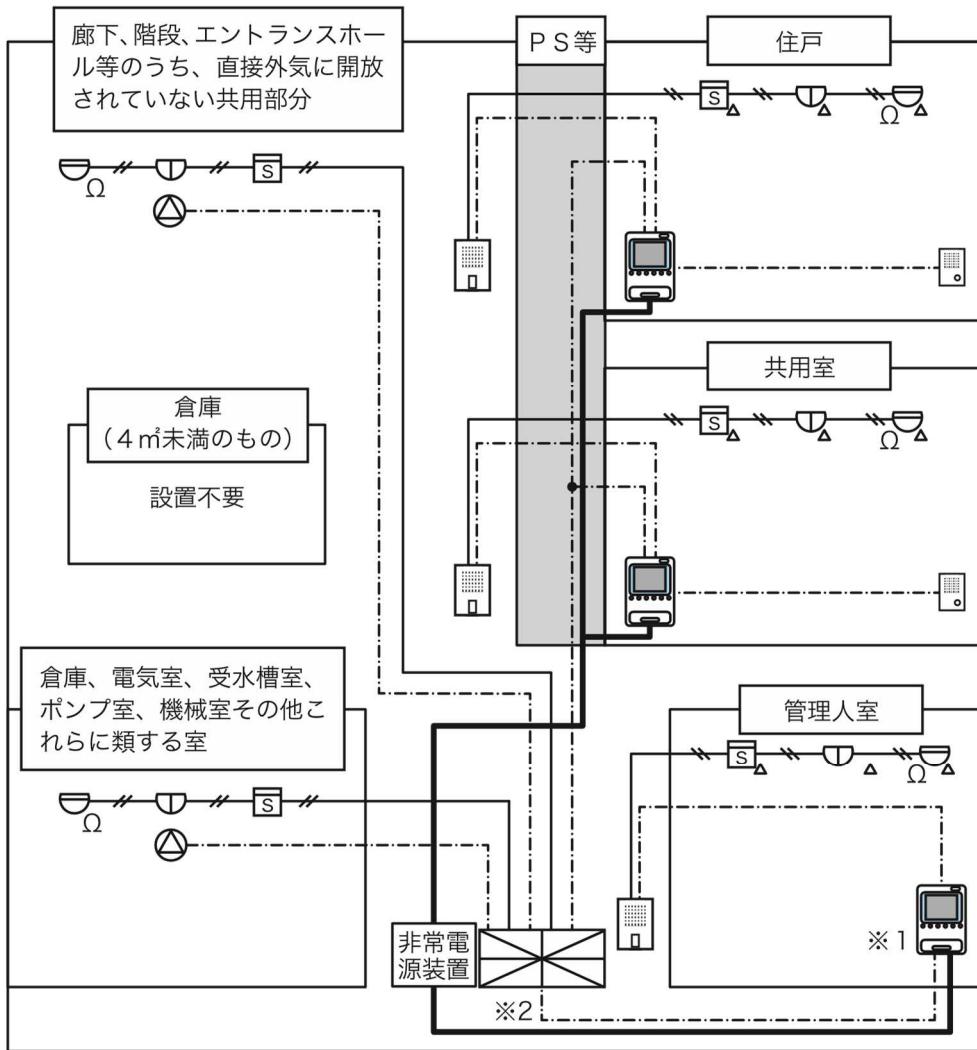 廊下、階段、エントランスホー
ル等のうち、直接外気に開放
されていない共用部分
ＰＳ等
住戸
S
Ω
Ω
S
共用室
S
Ω
倉庫
（４㎡未満のもの）
設置不要
倉庫、電気室、受水槽室、
ポンプ室、機械室その他こ
れらに類する室
管理人室
S
Ω
Ω
S
※1
非常電
源装置
※2